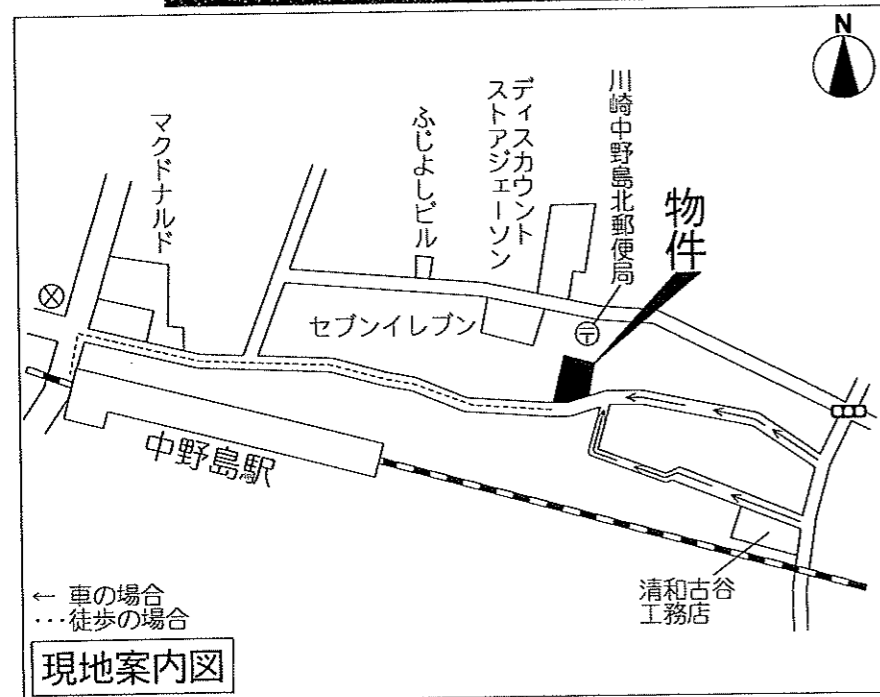 N
マクドナルド
ふじよしビル
ディスカウント
ストアジェーソン
川崎中野島北郵便局
物件
〒
セブンイレブン
中野島駅
清和古谷
工務店
← 車の場合
…徒歩の場合
現地案内図